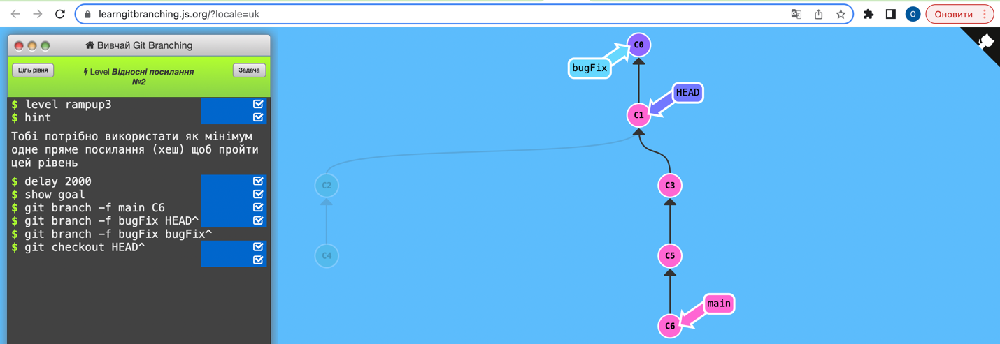 learngitbranching.js.org/?locale=uk
O
Оновити
Вивчай Git Branching
Ціль рівня
Level Відносні посилання
№2
Задача
$ level rampup3
$ hint
Тобі потрібно використати як мінімум
одне пряме посилання (хеш) щоб пройти
цей рівень
$ delay 2000
$ show goal
$ git branch -f main C6
$ git branch -f bugFix HEAD^
$ git branch -f bugFix bugFix^
$ git checkout HEAD^
C0
bugFix
HEAD
C1
C2
C3
C4
C5
main
C6